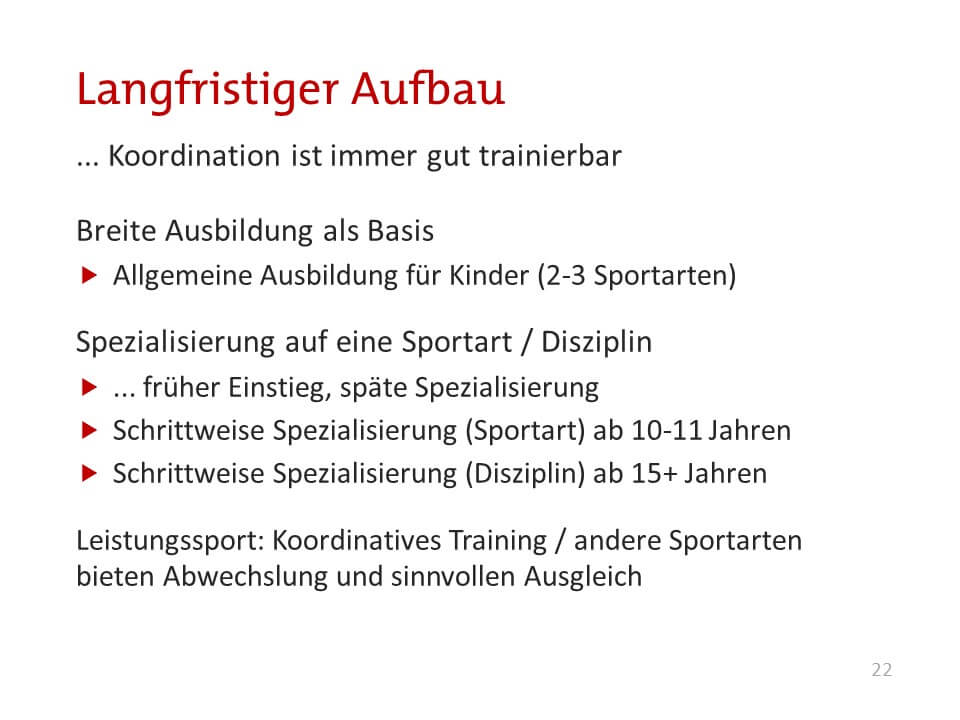 Langfristiger Aufbau
... Koordination ist immer gut trainierbar
Breite Ausbildung als Basis
Allgemeine Ausbildung für Kinder (2-3 Sportarten)
Spezialisierung auf eine Sportart / Disziplin
... früher Einstieg, späte Spezialisierung
Schrittweise Spezialisierung (Sportart) ab 10-11 Jahren
Schrittweise Spezialisierung (Disziplin) ab 15+ Jahren
Leistungssport: Koordinatives Training / andere Sportarten
bieten Abwechslung und sinnvollen Ausgleich
22